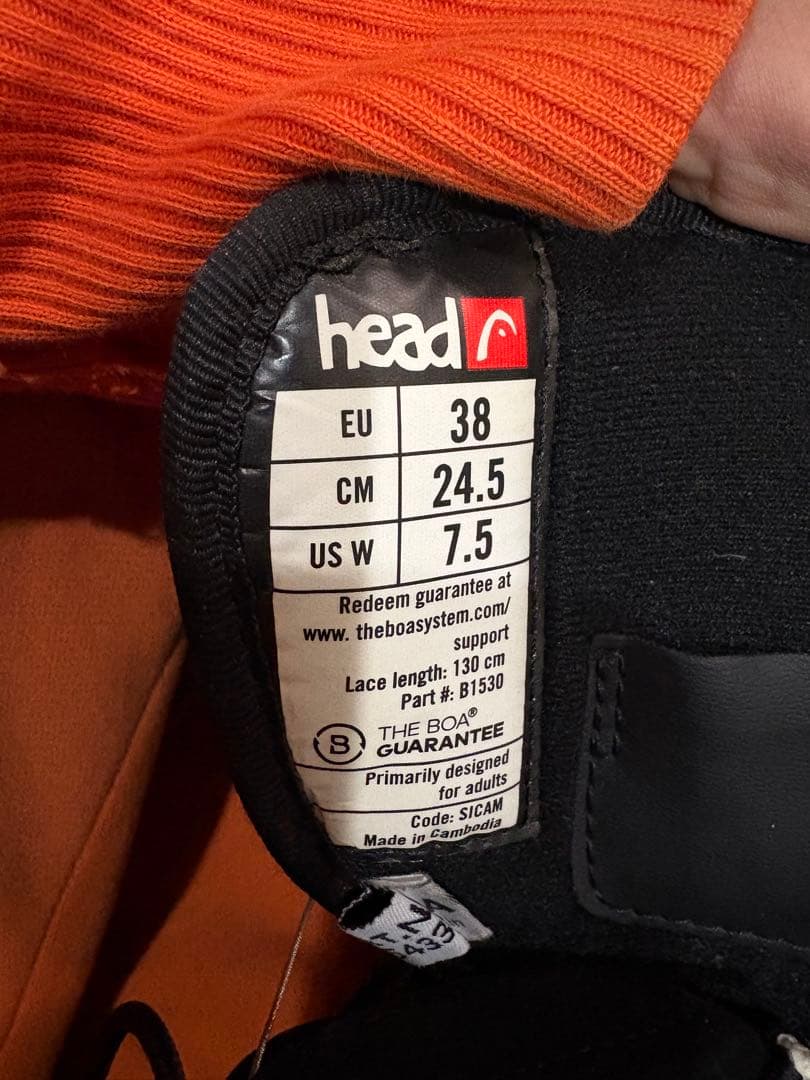 head
EU 38
CM 24.5
US W 7.5
Redeem guarantee at
www. theboasystem.com/
support
Lace length: 130 cm
Part #: B1530
B THE BOA®
GUARANTEE
Primarily designed
for adults
Code: SICAM
Made in Cambodia